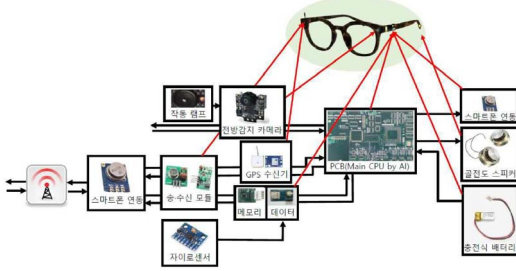 작동 램프
전방감지 카메라
스마트폰 연동
PCB(Main CPU by AI)
골전도 스피커
GPS 수신기
스마트폰 연동
송·수신 모듈
메모리
데이터
충전식 배터리
자이로센서